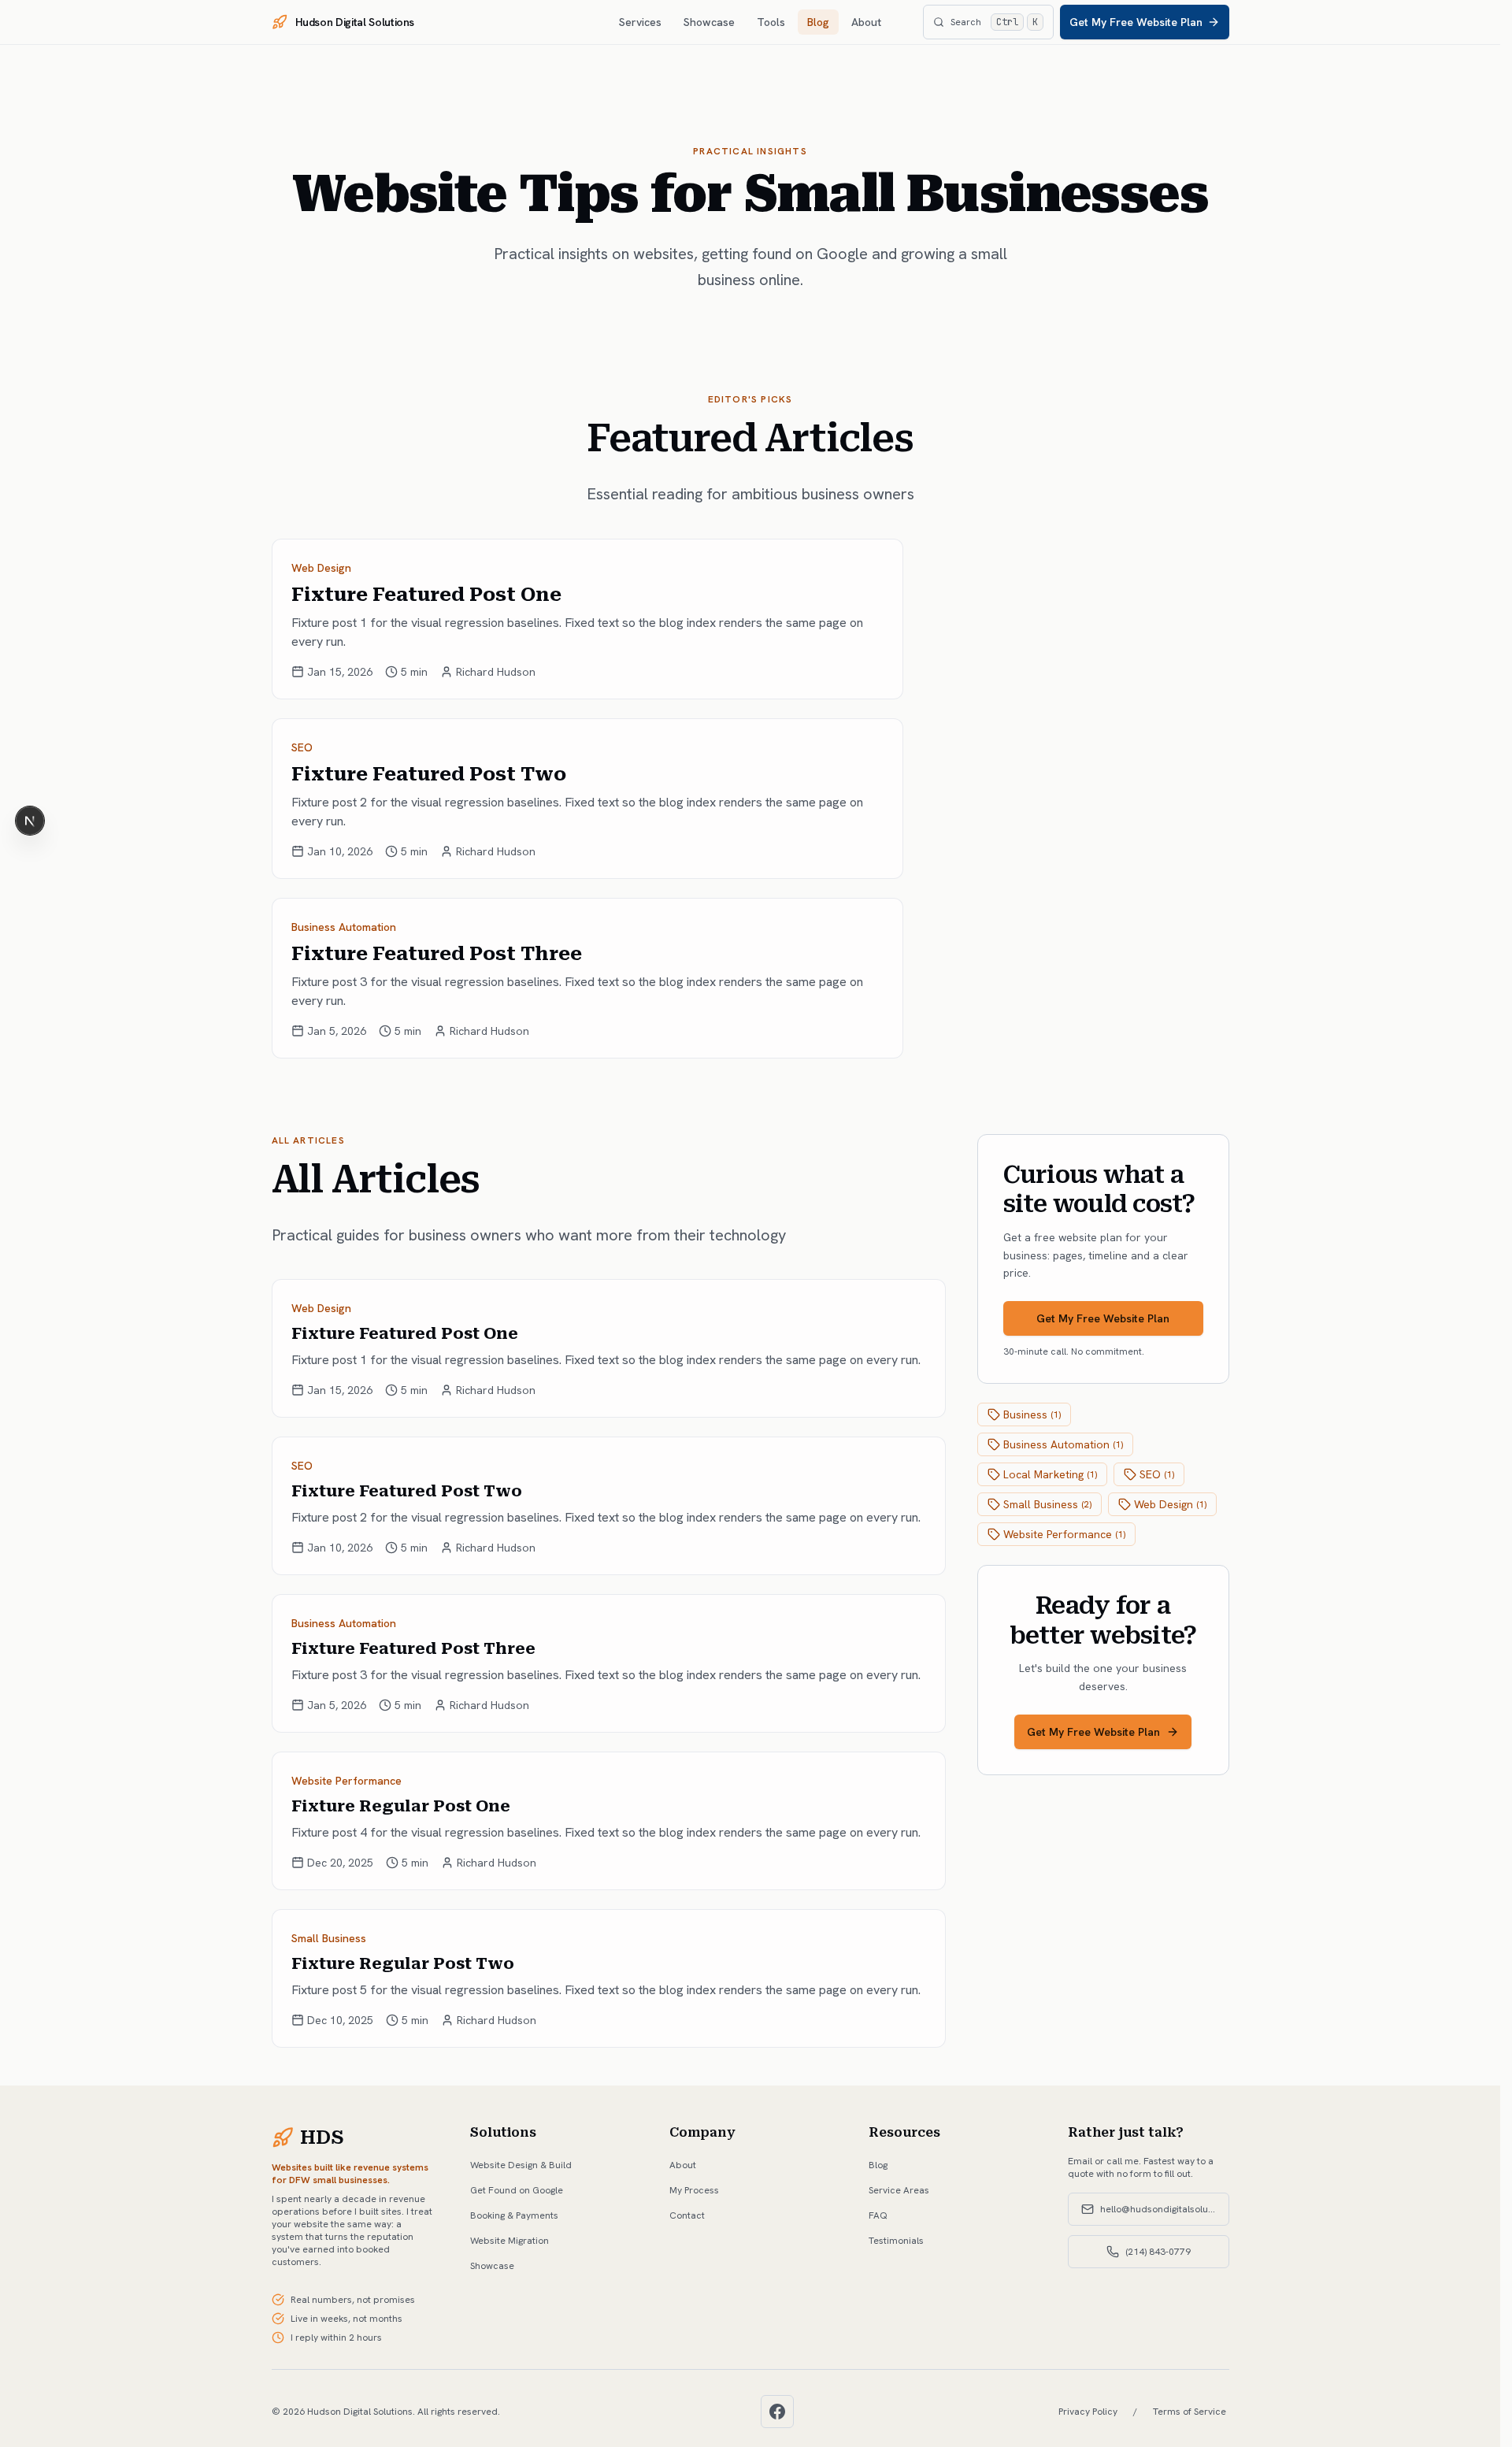 Hudson Digital Solutions
Services
Showcase
Tools
Blog
About
Search Ctrl K
Get My Free Website Plan
PRACTICAL INSIGHTS
Website Tips for Small Businesses
Practical insights on websites, getting found on Google and growing a small
business online.
EDITOR'S PICKS
Featured Articles
Essential reading for ambitious business owners
Web Design
Fixture Featured Post One
Fixture post 1 for the visual regression baselines. Fixed text so the blog index renders the same page on
every run.
Jan 15, 2026 5 min Richard Hudson
SEO
Fixture Featured Post Two
Fixture post 2 for the visual regression baselines. Fixed text so the blog index renders the same page on
every run.
Jan 10, 2026 5 min Richard Hudson
Business Automation
Fixture Featured Post Three
Fixture post 3 for the visual regression baselines. Fixed text so the blog index renders the same page on
every run.
Jan 5, 2026 5 min Richard Hudson
N
ALL ARTICLES
All Articles
Practical guides for business owners who want more from their technology
Web Design
Fixture Featured Post One
Fixture post 1 for the visual regression baselines. Fixed text so the blog index renders the same page on every run.
Jan 15, 2026 5 min Richard Hudson
SEO
Fixture Featured Post Two
Fixture post 2 for the visual regression baselines. Fixed text so the blog index renders the same page on every run.
Jan 10, 2026 5 min Richard Hudson
Business Automation
Fixture Featured Post Three
Fixture post 3 for the visual regression baselines. Fixed text so the blog index renders the same page on every run.
Jan 5, 2026 5 min Richard Hudson
Website Performance
Fixture Regular Post One
Fixture post 4 for the visual regression baselines. Fixed text so the blog index renders the same page on every run.
Dec 20, 2025 5 min Richard Hudson
Small Business
Fixture Regular Post Two
Fixture post 5 for the visual regression baselines. Fixed text so the blog index renders the same page on every run.
Dec 10, 2025 5 min Richard Hudson
Curious what a
site would cost?
Get a free website plan for your
business: pages, timeline and a clear
price.
Get My Free Website Plan
30-minute call. No commitment.
Business (1)
Business Automation (1)
Local Marketing (1) SEO (1)
Small Business (2) Web Design (1)
Website Performance (1)
Ready for a
better website?
Let's build the one your business
deserves.
Get My Free Website Plan
HDS
Websites built like revenue systems
for DFW small businesses.
I spent nearly a decade in revenue
operations before I built sites. I treat
your website the same way: a
system that turns the reputation
you've earned into booked
customers.
Real numbers, not promises
Live in weeks, not months
I reply within 2 hours
Solutions
Website Design & Build
Get Found on Google
Booking & Payments
Website Migration
Showcase
Company
About
My Process
Contact
Resources
Blog
Service Areas
FAQ
Testimonials
Rather just talk?
Email or call me. Fastest way to a
quote with no form to fill out.
hello@hudsondigitalsolu...
(214) 843-0779
© 2026 Hudson Digital Solutions. All rights reserved.
Privacy Policy / Terms of Service